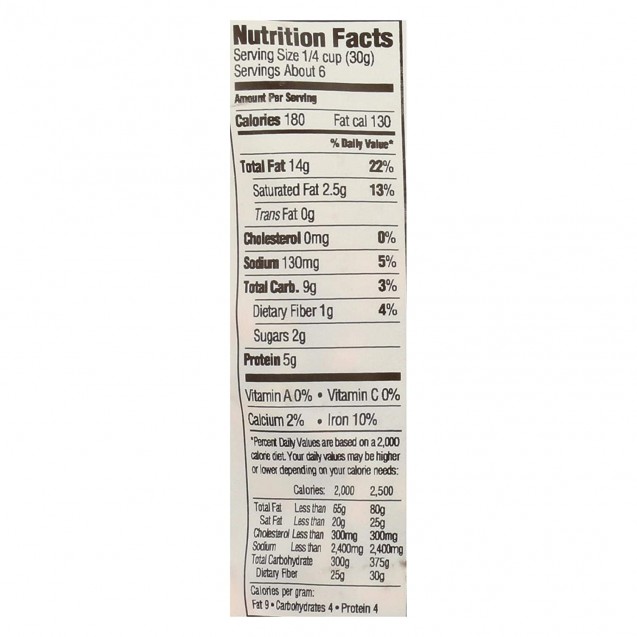 Nutrition Facts
Serving Size 1/4 cup (30g)
Servings About 6
Amount Per Serving
Calories 180 Fat cal 130
% Daily Value*
Total Fat 14g 22%
Saturated Fat 2.5g 13%
Trans Fat 0g
Cholesterol 0mg 0%
Sodium 130mg 5%
Total Carb. 9g 3%
Dietary Fiber 1g 4%
Sugars 2g
Protein 5g
Vitamin A 0% • Vitamin C 0%
Calcium 2% • Iron 10%
*Percent Daily Values are based on a 2,000
calorie diet. Your daily values may be higher
or lower depending on your calorie needs:
Calories: 2,000 2,500
Total Fat Less than 65g 80g
Sat Fat Less than 20g 25g
Cholesterol Less than 300mg 300mg
Sodium Less than 2,400mg 2,400mg
Total Carbohydrate 300g 375g
Dietary Fiber 25g 30g
Calories per gram:
Fat 9 • Carbohydrates 4 • Protein 4